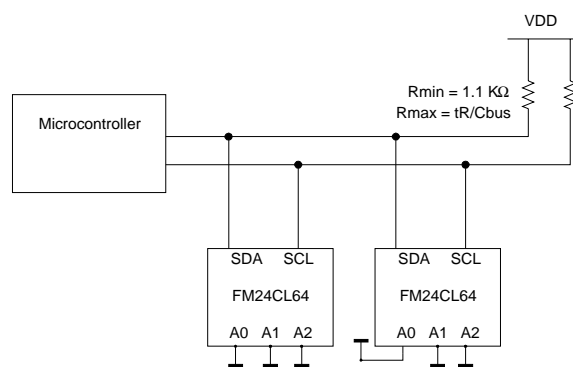 VDD
Rmin = 1.1 KΩ
Rmax = tR/Cbus
Microcontroller
SDA SCL
SDA SCL
FM24CL64
FM24CL64
A0 A1 A2
A0 A1 A2